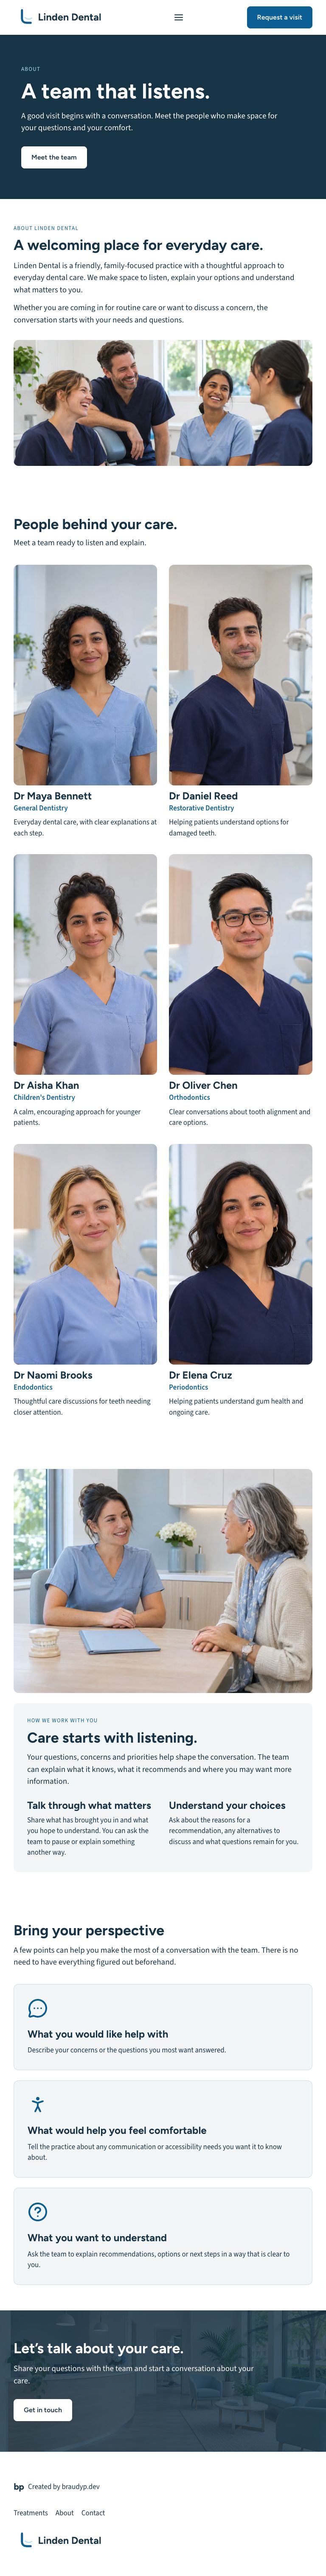 Linden Dental
Request a visit
ABOUT
A team that listens.
A good visit begins with a conversation. Meet the people who make space for
your questions and your comfort.
Meet the team
ABOUT LINDEN DENTAL
A welcoming place for everyday care.
Linden Dental is a friendly, family-focused practice with a thoughtful approach to
everyday dental care. We make space to listen, explain your options and understand
what matters to you.
Whether you are coming in for routine care or want to discuss a concern, the
conversation starts with your needs and questions.
People behind your care.
Meet a team ready to listen and explain.
Dr Maya Bennett
General Dentistry
Everyday dental care, with clear explanations at
each step.
Dr Daniel Reed
Restorative Dentistry
Helping patients understand options for
damaged teeth.
Dr Aisha Khan
Children's Dentistry
A calm, encouraging approach for younger
patients.
Dr Oliver Chen
Orthodontics
Clear conversations about tooth alignment and
care options.
Dr Naomi Brooks
Endodontics
Thoughtful care discussions for teeth needing
closer attention.
Dr Elena Cruz
Periodontics
Helping patients understand gum health and
ongoing care.
HOW WE WORK WITH YOU
Care starts with listening.
Your questions, concerns and priorities help shape the conversation. The team
can explain what it knows, what it recommends and where you may want more
information.
Talk through what matters
Share what has brought you in and what
you hope to understand. You can ask the
team to pause or explain something
another way.
Understand your choices
Ask about the reasons for a
recommendation, any alternatives to
discuss and what questions remain for you.
Bring your perspective
A few points can help you make the most of a conversation with the team. There is no
need to have everything figured out beforehand.
What you would like help with
Describe your concerns or the questions you most want answered.
What would help you feel comfortable
Tell the practice about any communication or accessibility needs you want it to know
about.
What you want to understand
Ask the team to explain recommendations, options or next steps in a way that is clear to
you.
Let's talk about your care.
Share your questions with the team and start a conversation about your
care.
Get in touch
bp Created by braudyp.dev
Treatments About Contact
Linden Dental